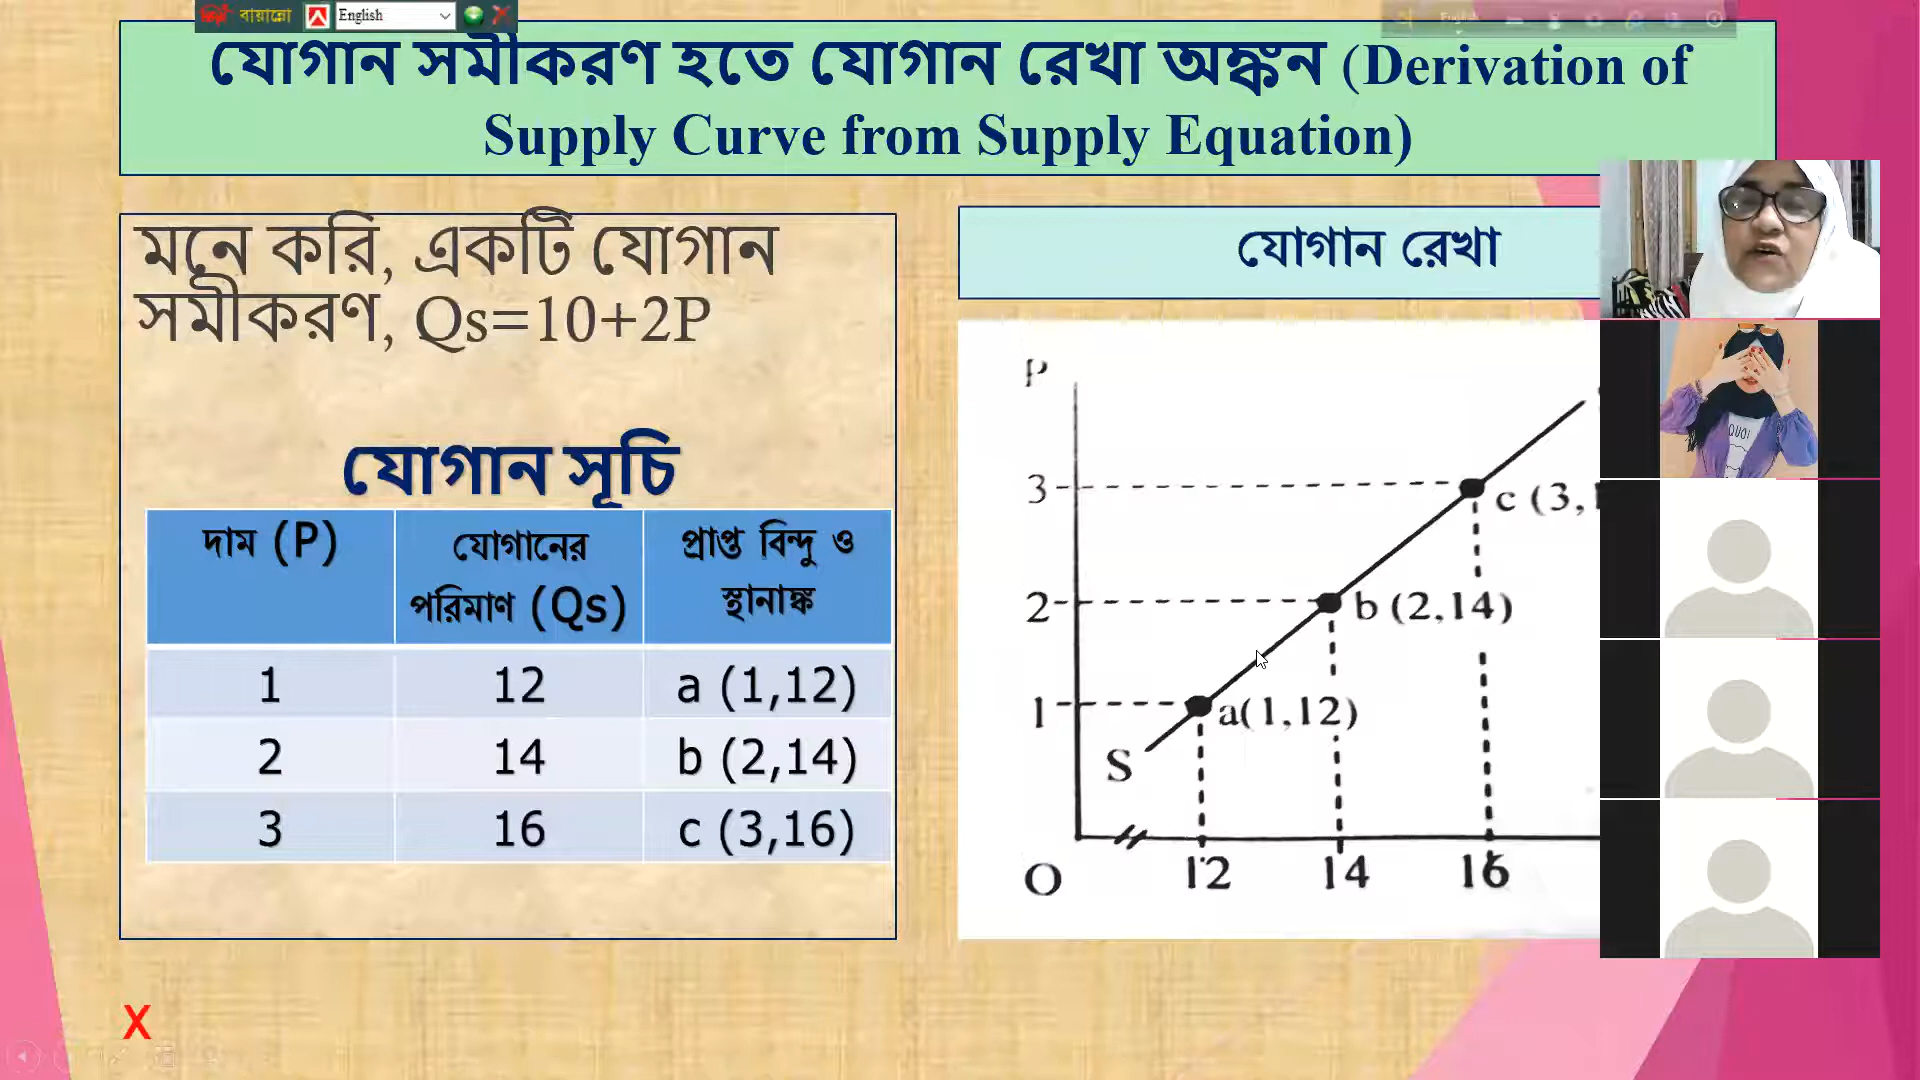 বায়ান্নো
English
যোগান সমীকরণ হতে যোগান রেখা অঙ্কন (Derivation of
Supply Curve from Supply Equation)
মনে করি, একটি যোগান
সমীকরণ, Qs=10+2P
যোগান সূচি
দাম (P) যোগানের পরিমাণ (Qs) প্রাপ্ত বিন্দু ও স্থানাঙ্ক
1 12 a (1,12)
2 14 b (2,14)
3 16 c (3,16)
যোগান রেখা
P
3
c (3,
2
b (2,14)
1
a(1,12)
S
O 12 14 16
QUOI
X